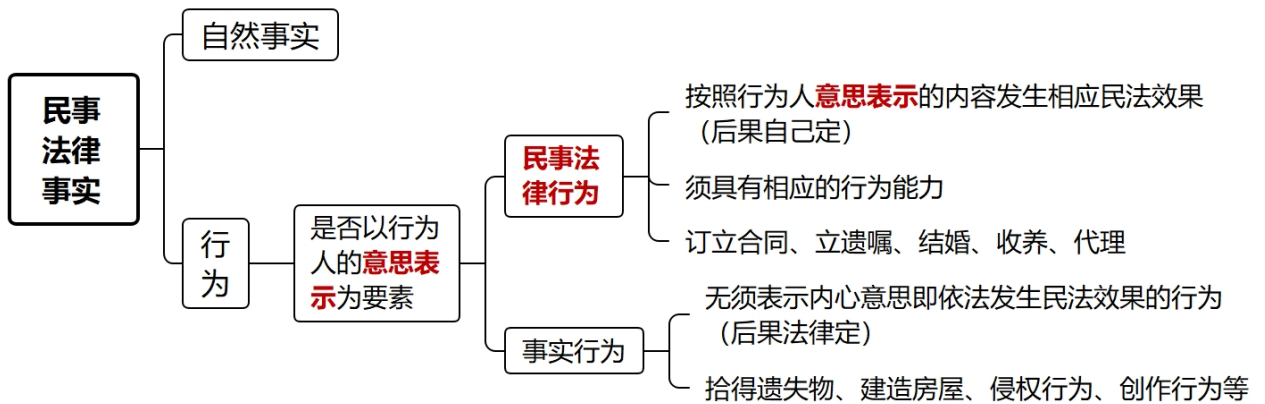 民事
法律
事实
自然事实
行
为
是否以行为
人的意思表
示为要素
民事法
律行为
按照行为人意思表示的内容发生相应民法效果
（后果自己定）
须具有相应的行为能力
订立合同、立遗嘱、结婚、收养、代理
事实行为
无须表示内心意思即依法发生民法效果的行为
（后果法律定）
拾得遗失物、建造房屋、侵权行为、创作行为等